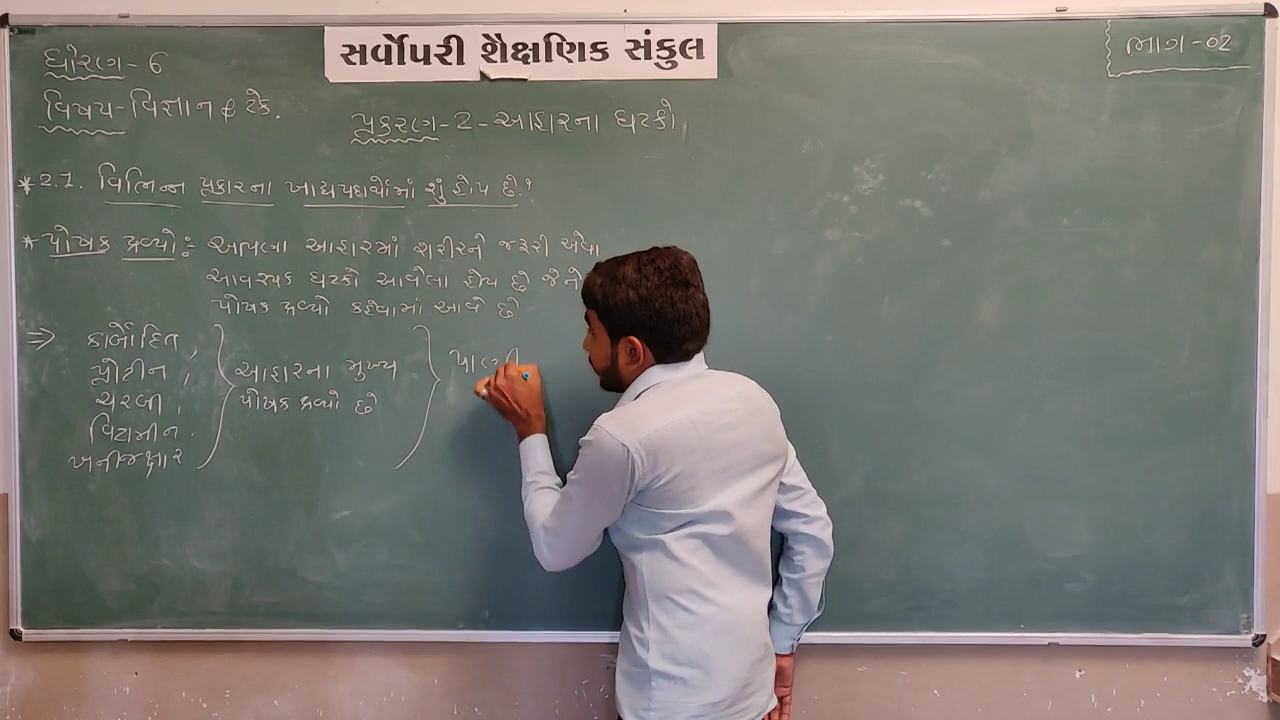 સર્વોપરી શૈક્ષણિક સંકુલ
ભાગ-૦૨
ધોરણ-6
વિષય-વિજ્ઞાન & ટેક.
પ્રકરણ-2-આહારના ઘટકો.
* 2.1. વિભિન્ન પ્રકારના ખાદ્યપદાર્થોમાં શું હોય છે.?
* પોષક દ્રવ્યો: આપણા આહારમાં શરીરને જરૂરી એવા
આવશ્યક ઘટકો આવેલા હોય છે જેને
પોષક દ્રવ્યો કહેવામાં આવે છે.
⇒ કાર્બોદિત,
પ્રોટીન,
ચરબી,
વિટામીન.
ખનીજક્ષાર
આહારના મુખ્ય
પોષક દ્રવ્યો છે